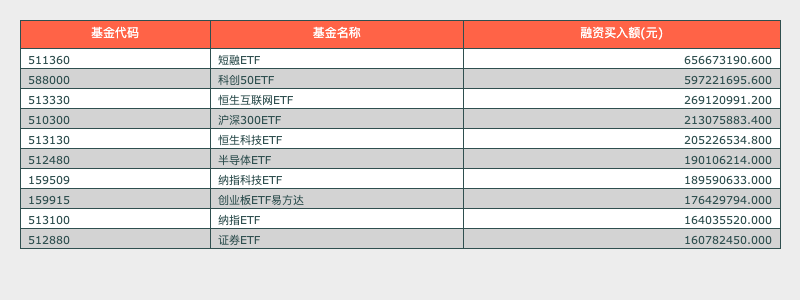 基金代码 基金名称 融资买入额(元)
511360 短融ETF 656673190.600
588000 科创50ETF 597221695.600
513330 恒生互联网ETF 269120991.200
510300 沪深300ETF 213075883.400
513130 恒生科技ETF 205226534.800
512480 半导体ETF 190106214.000
159509 纳指科技ETF 189590633.000
159915 创业板ETF易方达 176429794.000
513100 纳指ETF 164035520.000
512880 证券ETF 160782450.000